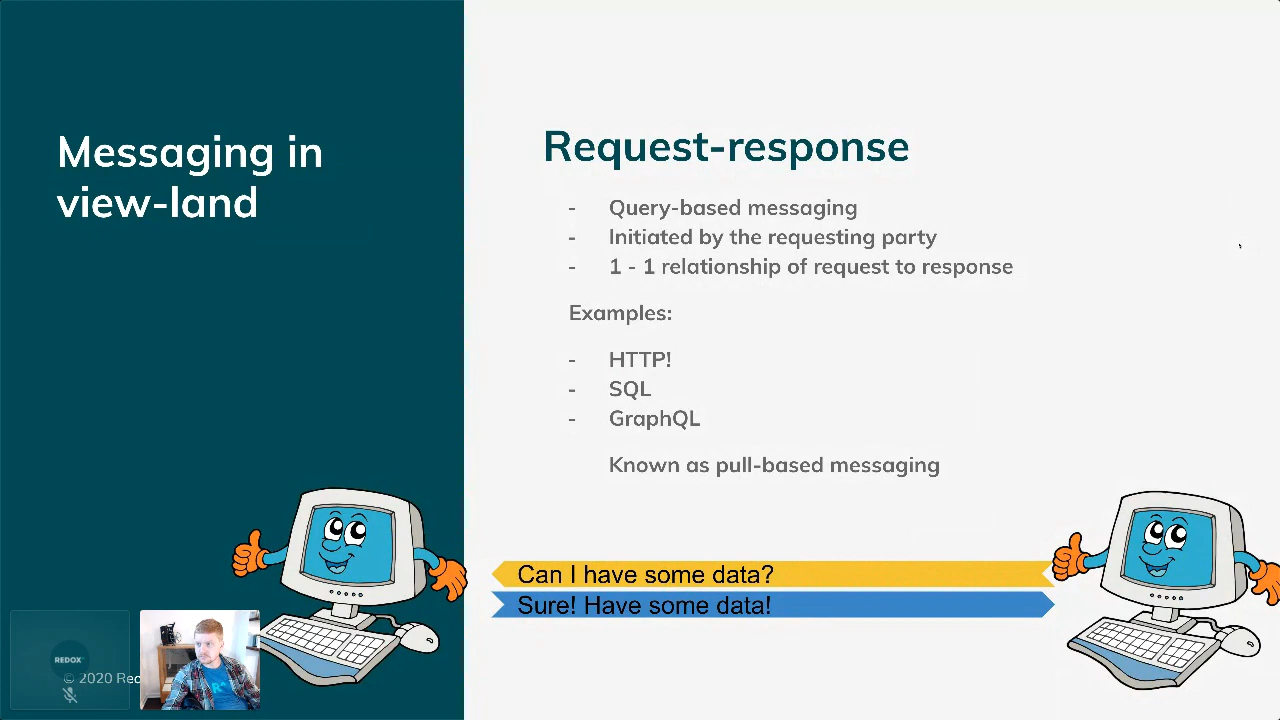 Messaging in
view-land
Request-response
- Query-based messaging
- Initiated by the requesting party
- 1 - 1 relationship of request to response
Examples:
- HTTP!
- SQL
- GraphQL
Known as pull-based messaging
Can I have some data?
Sure! Have some data!
REDOX
© 2020 Red